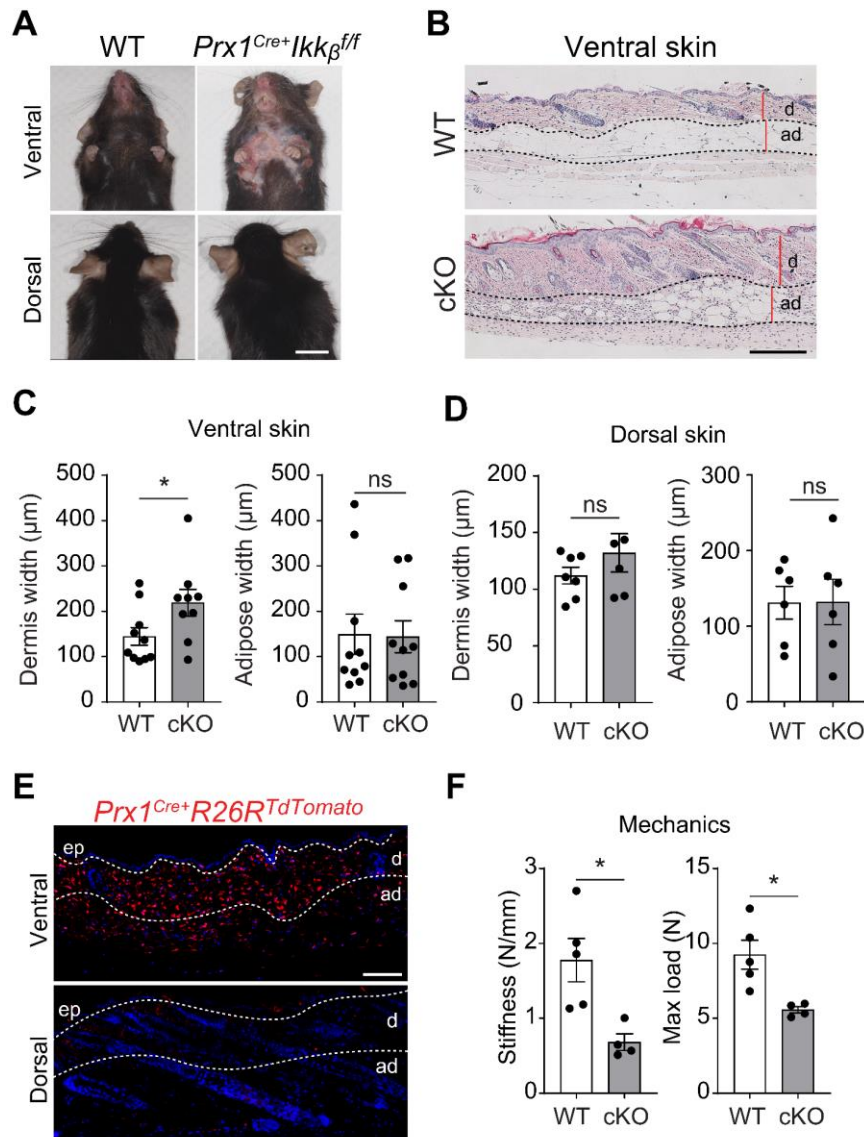 A
WT Prx1Cre+Ikkβf/f
Ventral
Dorsal
B
Ventral skin
WT
d
ad
cKO
d
ad
C
Ventral skin
Dermis width (µm)
500
400
300
200
100
0
*
WT cKO
Adipose width (µm)
500
400
300
200
100
0
ns
WT cKO
D
Dorsal skin
Dermis width (µm)
200
150
100
50
0
ns
WT cKO
Adipose width (µm)
300
200
100
0
ns
WT cKO
E
Prx1Cre+R26RTdTomato
Ventral
ep
d
ad
Dorsal
ep
d
ad
F
Mechanics
Stiffness (N/mm)
3
2
1
0
*
WT cKO
Max load (N)
15
10
5
0
*
WT cKO